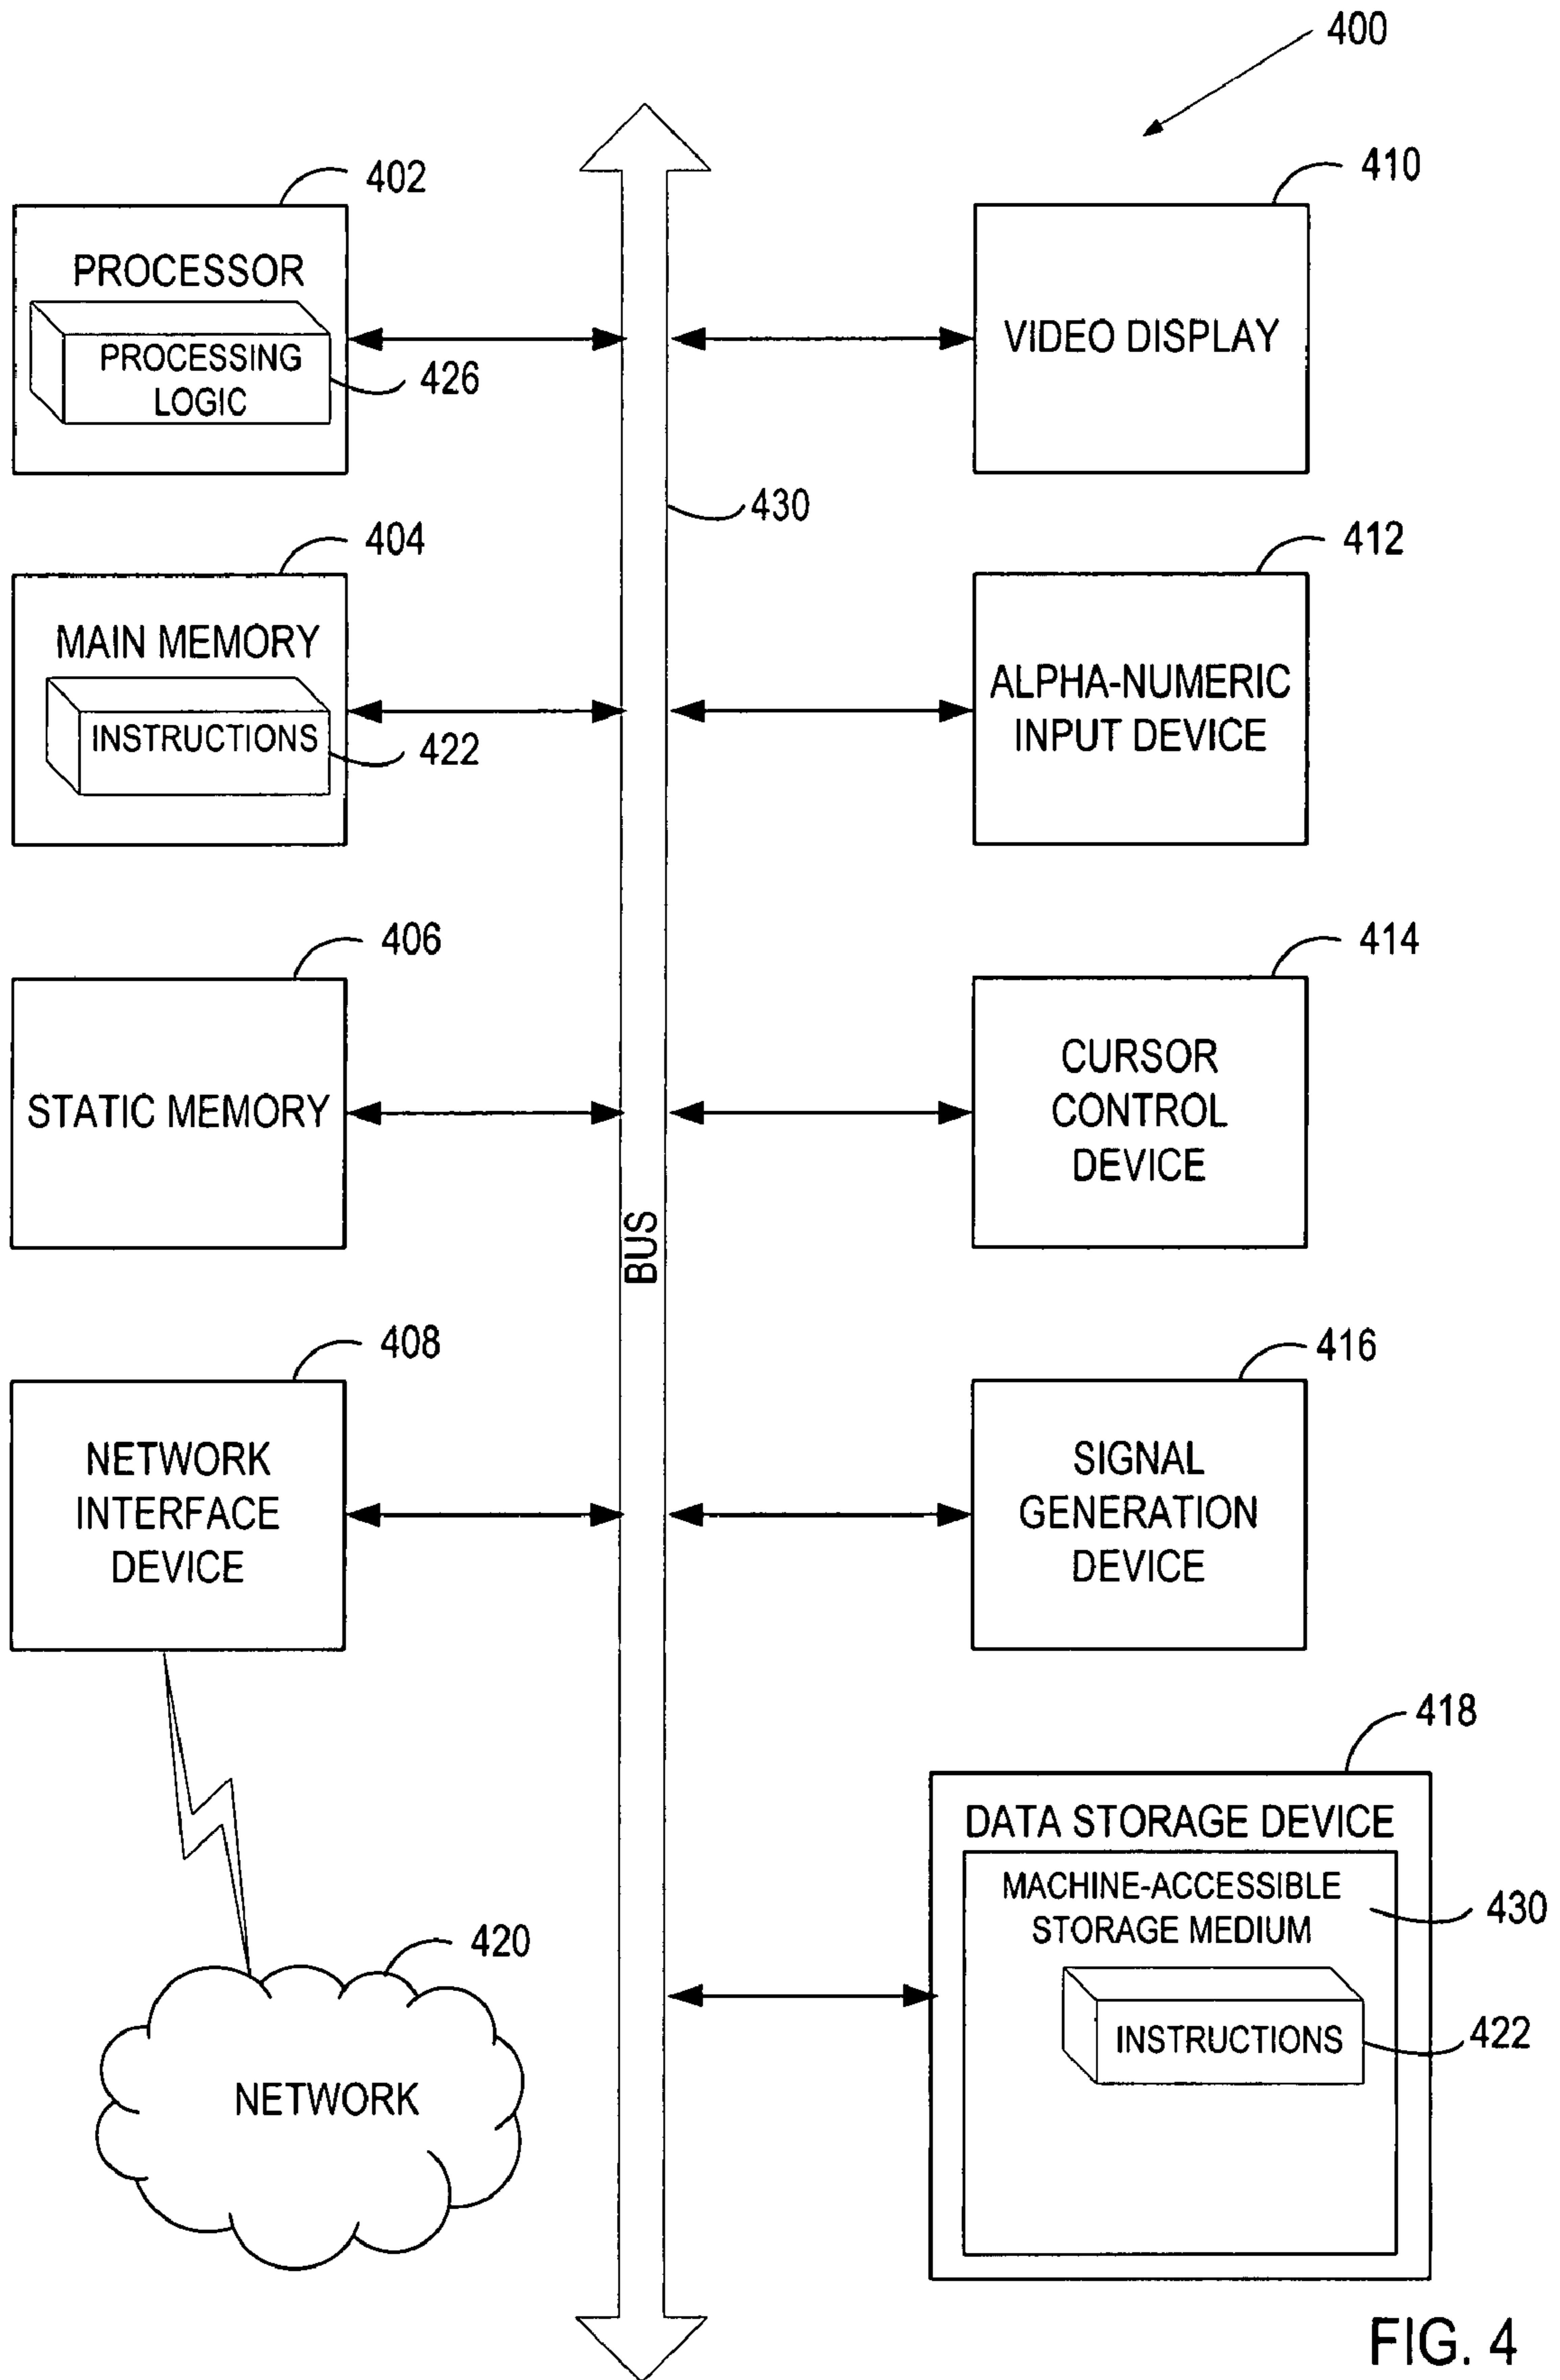 400
402
PROCESSOR
PROCESSING
LOGIC
426
410
VIDEO DISPLAY
430
404
MAIN MEMORY
INSTRUCTIONS
422
412
ALPHA-NUMERIC
INPUT DEVICE
406
STATIC MEMORY
414
CURSOR
CONTROL
DEVICE
BUS
408
NETWORK
INTERFACE
DEVICE
416
SIGNAL
GENERATION
DEVICE
418
DATA STORAGE DEVICE
MACHINE-ACCESSIBLE
STORAGE MEDIUM
430
INSTRUCTIONS
422
420
NETWORK
FIG. 4